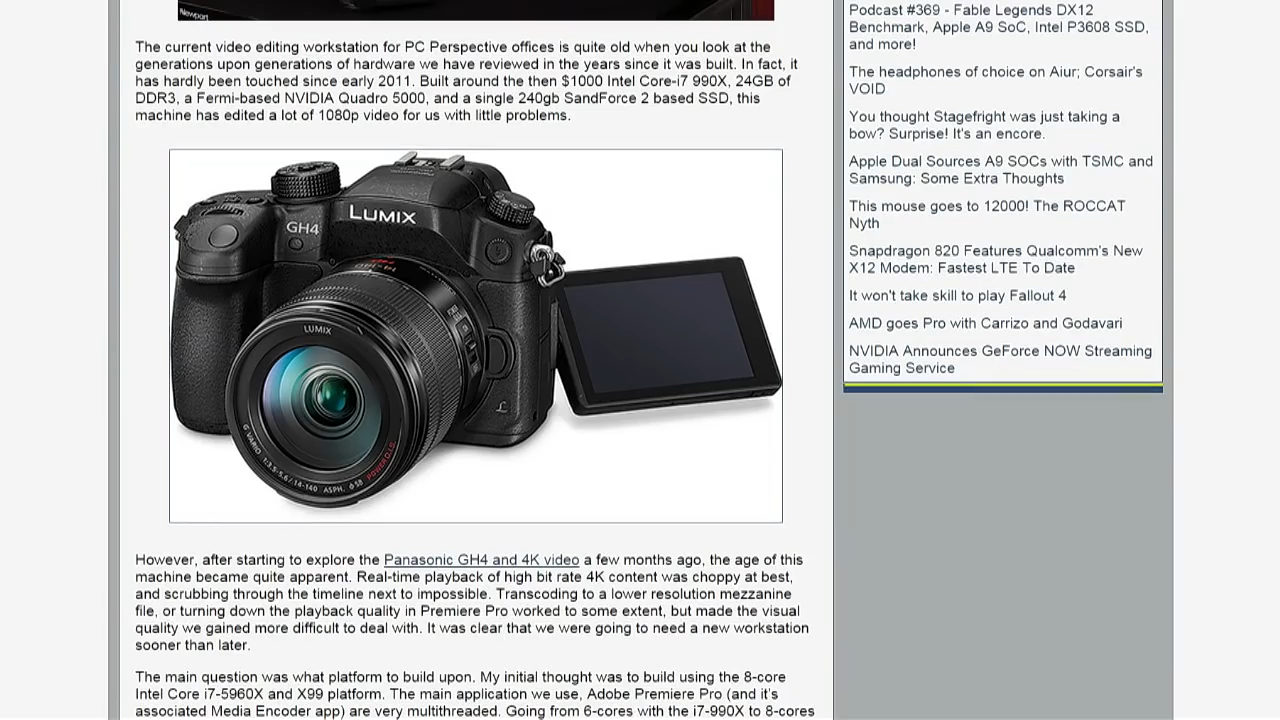 Newport
The current video editing workstation for PC Perspective offices is quite old when you look at the
generations upon generations of hardware we have reviewed in the years since it was built. In fact, it
has hardly been touched since early 2011. Built around the then $1000 Intel Core-i7 990X, 24GB of
DDR3, a Fermi-based NVIDIA Quadro 5000, and a single 240gb SandForce 2 based SSD, this
machine has edited a lot of 1080p video for us with little problems.
LUMIX
GH4
LUMIX
G VARIO 1:3.5-5.6/14-140 ASPH. ϕ58 POWER O.I.S.
However, after starting to explore the Panasonic GH4 and 4K video a few months ago, the age of this
machine became quite apparent. Real-time playback of high bit rate 4K content was choppy at best,
and scrubbing through the timeline next to impossible. Transcoding to a lower resolution mezzanine
file, or turning down the playback quality in Premiere Pro worked to some extent, but made the visual
quality we gained more difficult to deal with. It was clear that we were going to need a new workstation
sooner than later.
The main question was what platform to build upon. My initial thought was to build using the 8-core
Intel Core i7-5960X and X99 platform. The main application we use, Adobe Premiere Pro (and it's
associated Media Encoder app) are very multithreaded. Going from 6-cores with the i7-990X to 8-cores
Podcast #369 - Fable Legends DX12
Benchmark, Apple A9 SoC, Intel P3608 SSD,
and more!
The headphones of choice on Aiur; Corsair's
VOID
You thought Stagefright was just taking a
bow? Surprise! It's an encore.
Apple Dual Sources A9 SOCs with TSMC and
Samsung: Some Extra Thoughts
This mouse goes to 12000! The ROCCAT
Nyth
Snapdragon 820 Features Qualcomm's New
X12 Modem: Fastest LTE To Date
It won't take skill to play Fallout 4
AMD goes Pro with Carrizo and Godavari
NVIDIA Announces GeForce NOW Streaming
Gaming Service